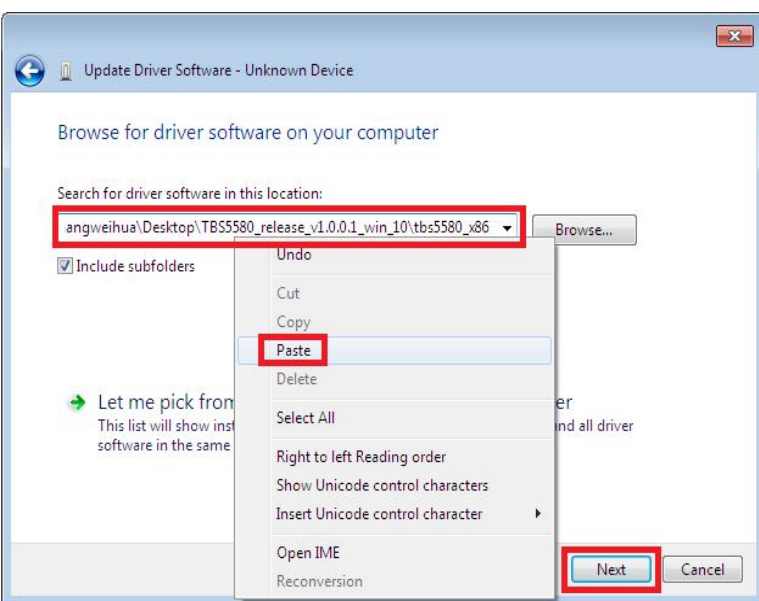 Update Driver Software - Unknown Device
Browse for driver software on your computer
Search for driver software in this location:
angweihua\Desktop\TBS5580_release_v1.0.0.1_win_10\tbs5580_x86
Browse...
Include subfolders
Undo
Cut
Copy
Paste
Delete
Select All
Right to left Reading order
Show Unicode control characters
Insert Unicode control character
Open IME
Reconversion
Let me pick from er
This list will show inst nd all driver
software in the same
Next
Cancel